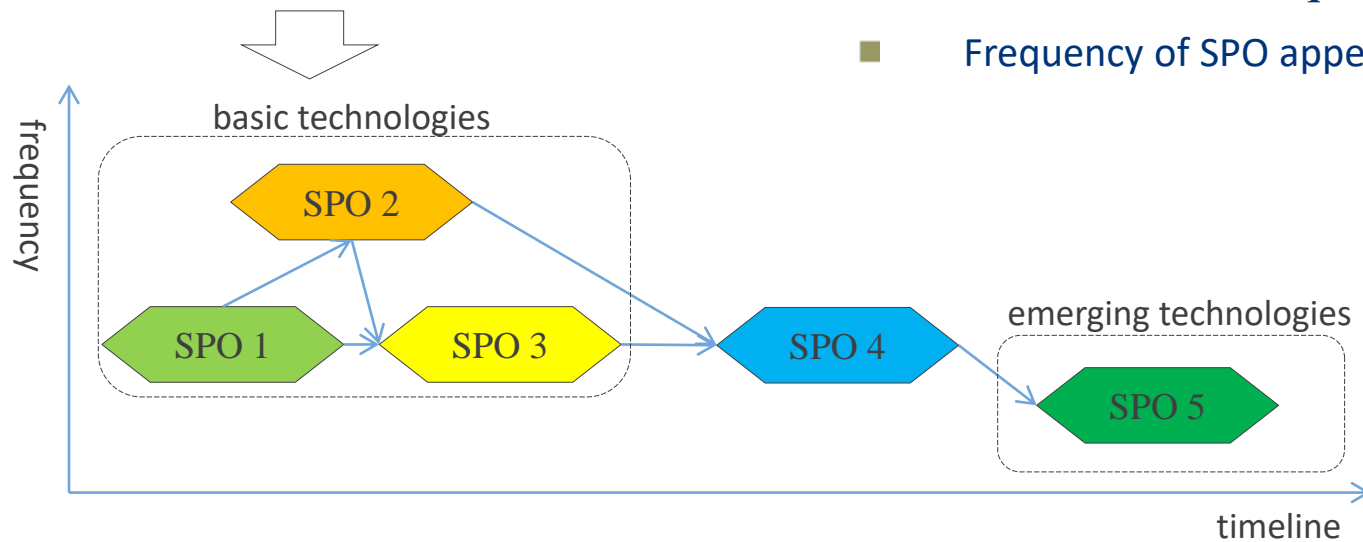 Frequency of SPO appe
basic technologies
frequency
SPO 2
SPO 1
SPO 3
SPO 4
emerging technologies
SPO 5
timeline